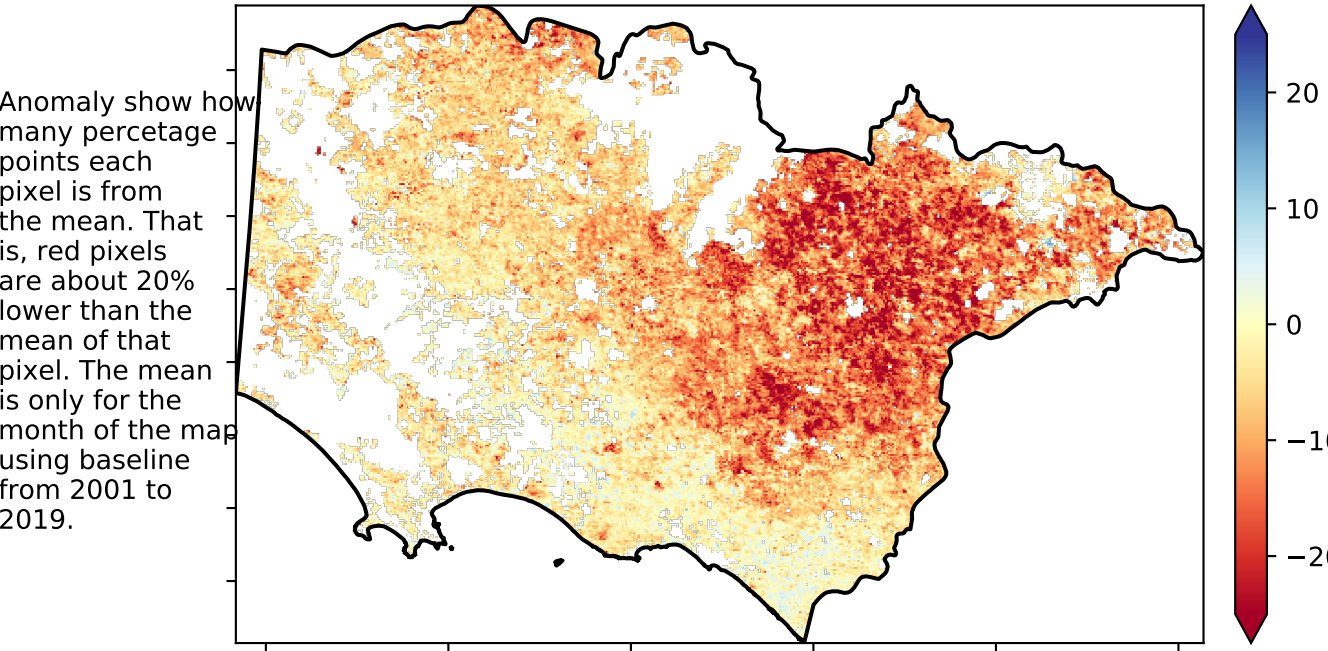 Anomaly show how
many percetage
points each
pixel is from
the mean. That
is, red pixels
are about 20%
lower than the
mean of that
pixel. The mean
is only for the
month of the map
using baseline
from 2001 to
2019.
20
10
0
−10
−20